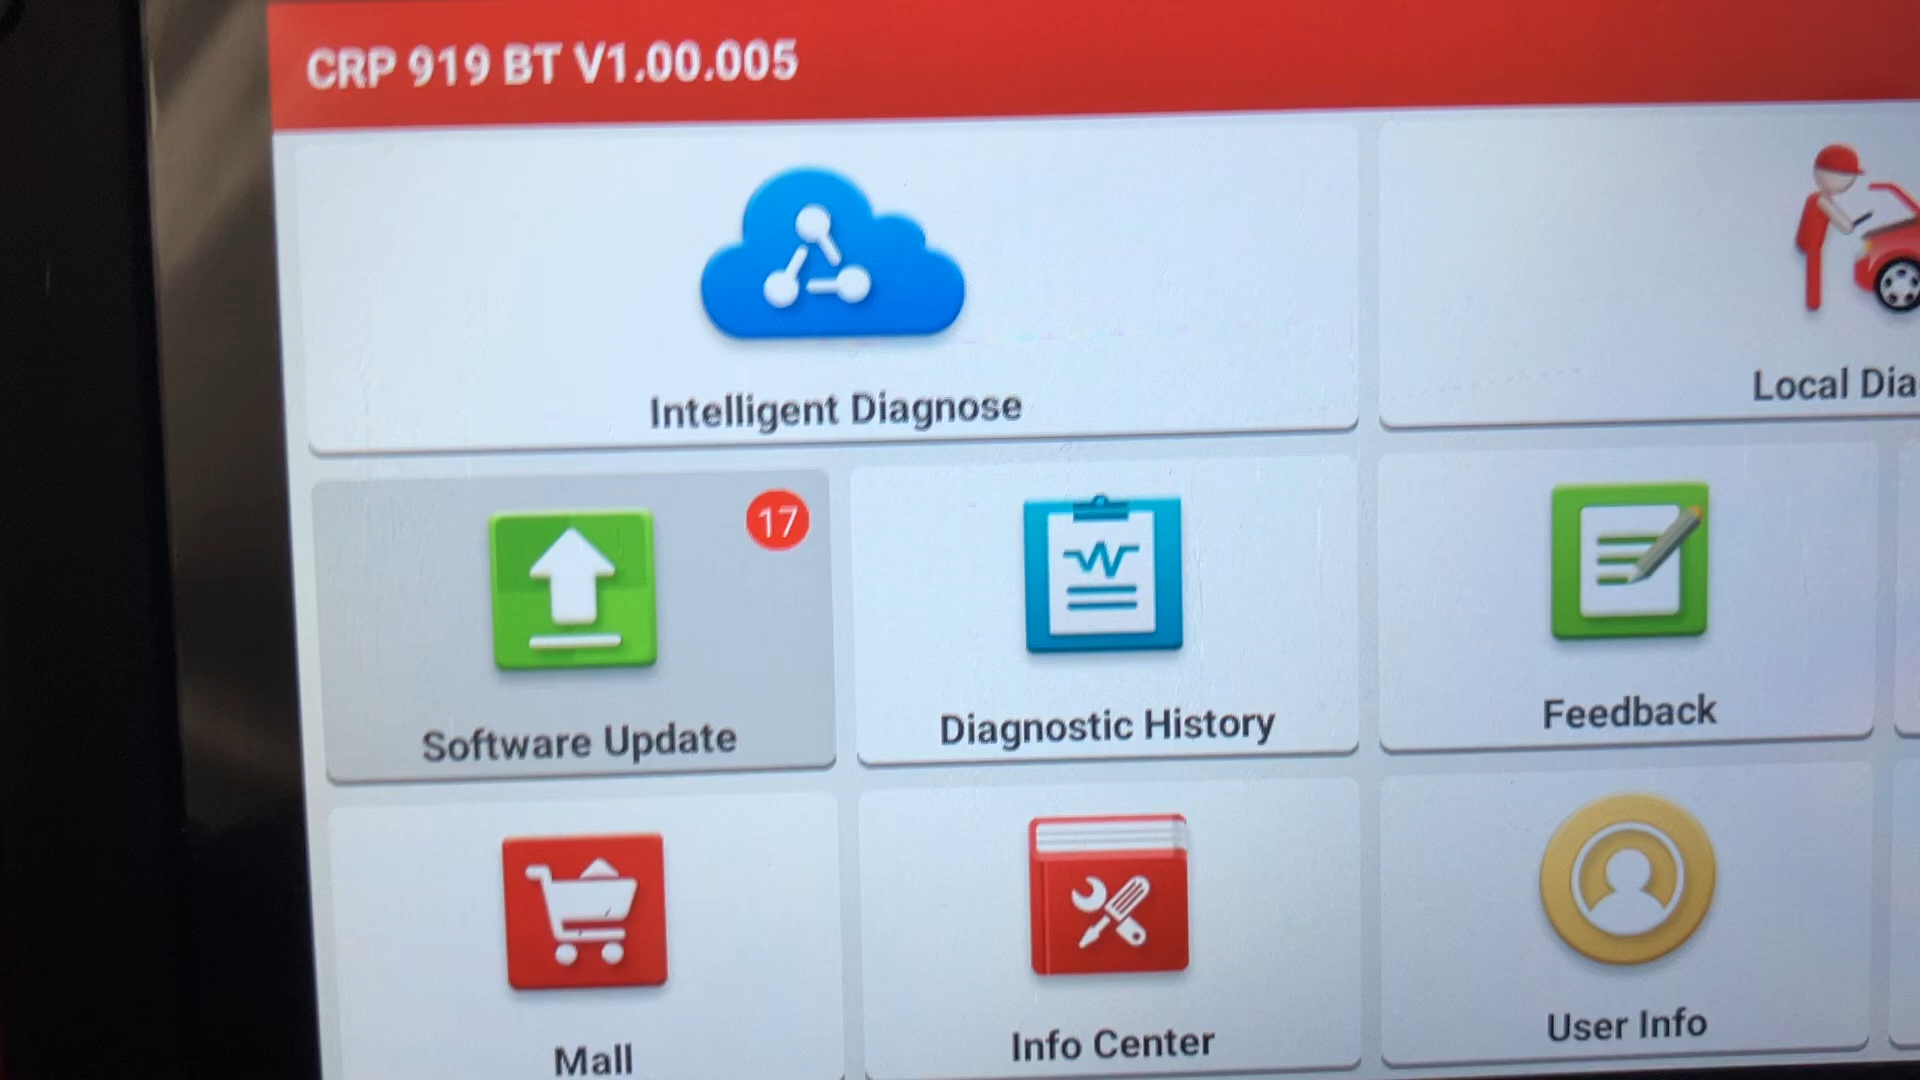 CRP 919 BT V1.00.005
Intelligent Diagnose
Local Dia
17
Software Update
Diagnostic History
Feedback
Mall
Info Center
User Info